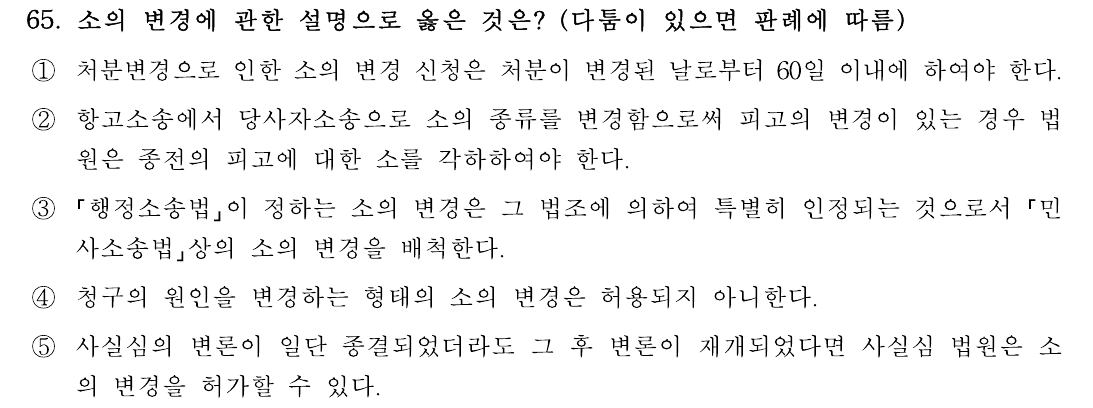 65. 소의 변경에 관한 설명으로 옳은 것은? (다툼이 있으면 판례에 따름)
① 처분변경으로 인한 소의 변경 신청은 처분이 변경된 날로부터 60일 이내에 하여야 한다.
② 항고소송에서 당사자소송으로 소의 종류를 변경함으로써 피고의 변경이 있는 경우 법
원은 종전의 피고에 대한 소를 각하하여야 한다.
③ 「행정소송법」이 정하는 소의 변경은 그 법조에 의하여 특별히 인정되는 것으로서 「민
사소송법」상의 소의 변경을 배척한다.
④ 청구의 원인을 변경하는 형태의 소의 변경은 허용되지 아니한다.
⑤ 사실심의 변론이 일단 종결되었더라도 그 후 변론이 재개되었다면 사실심 법원은 소
의 변경을 허가할 수 있다.